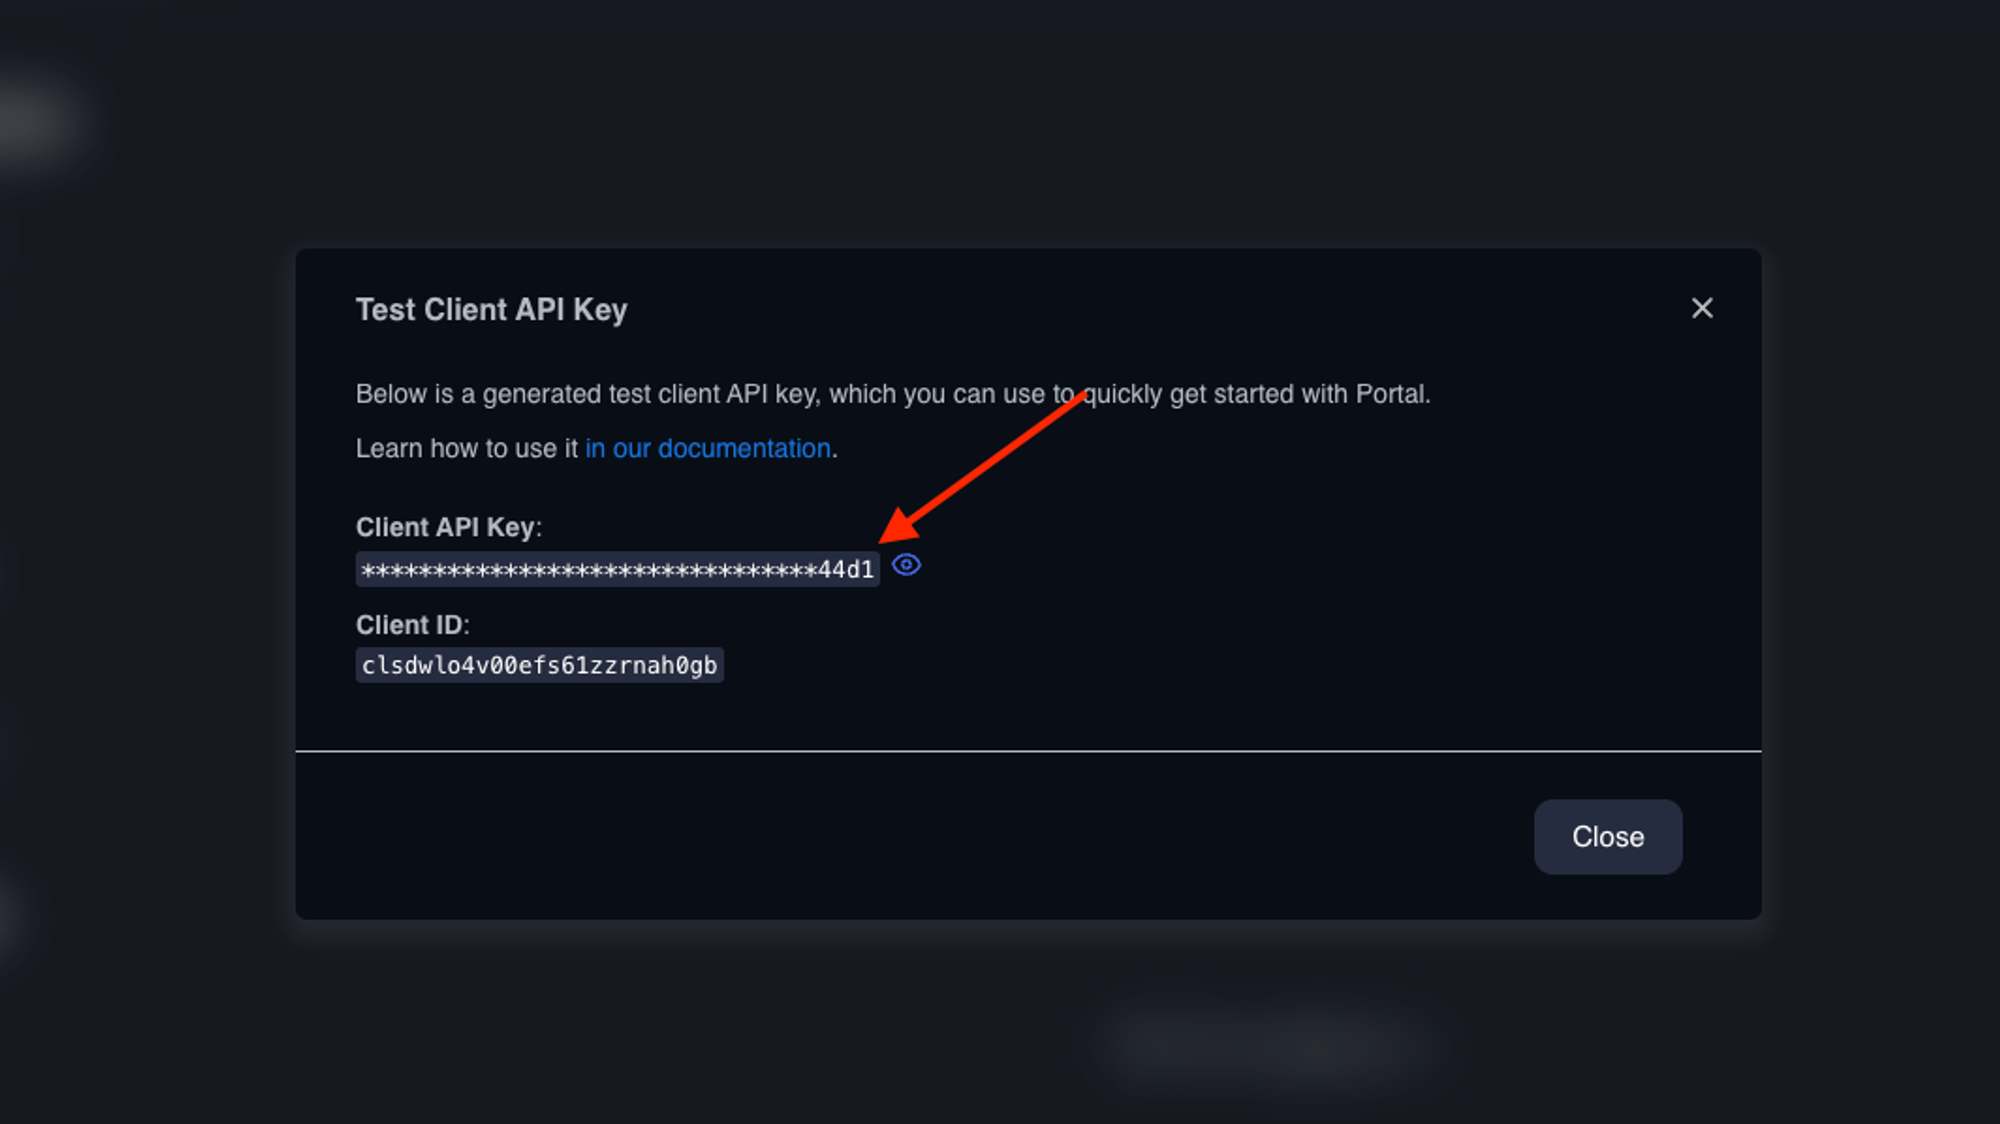 Test Client API Key
Below is a generated test client API key, which you can use to quickly get started with Portal.
Learn how to use it in our documentation.
Client API Key:
********************************44d1
Client ID:
clsdwlo4v00efs61zzrnah0gb
Close